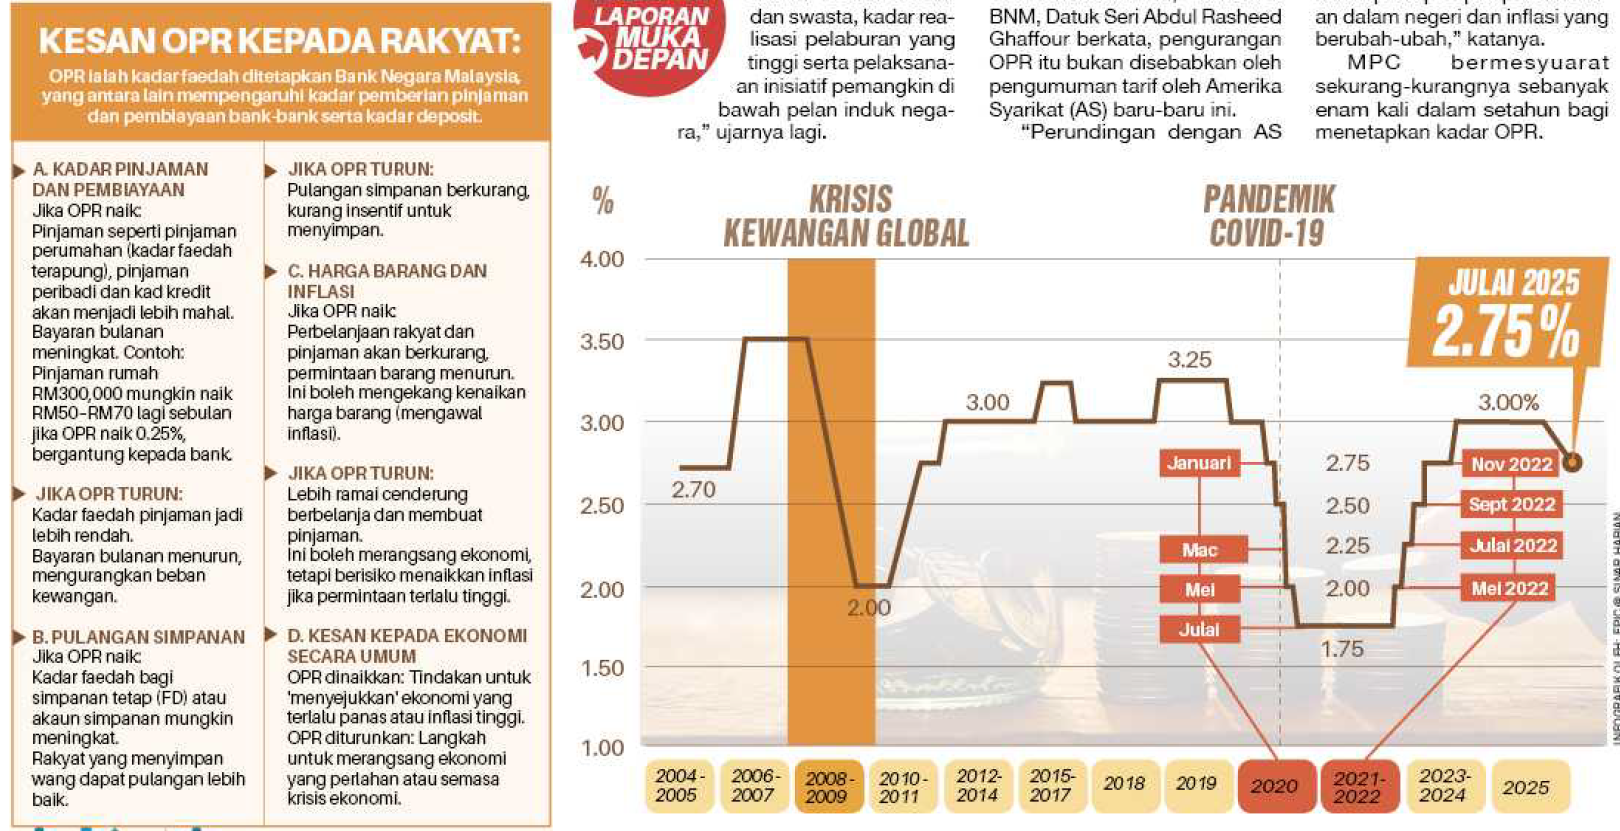 KESAN OPR KEPADA RAKYAT:
OPR ialah kadar faedah ditetapkan Bank Negara Malaysia,
yang antara lain mempengaruhi kadar pemberian pinjaman
dan pembiayaan bank-bank serta kadar deposit.
A. KADAR PINJAMAN
DAN PEMBIAYAAN
Jika OPR naik:
Pinjaman seperti pinjaman
perumahan (kadar faedah
terapung), pinjaman
peribadi dan kad kredit
akan menjadi lebih mahal.
Bayaran bulanan
meningkat. Contoh:
Pinjaman rumah
RM300,000 mungkin naik
RM50-RM70 lagi sebulan
jika OPR naik 0.25%,
bergantung kepada bank.
JIKA OPR TURUN:
Kadar faedah pinjaman jadi
lebih rendah.
Bayaran bulanan menurun,
mengurangkan beban
kewangan.
B. PULANGAN SIMPANAN
Jika OPR naik:
Kadar faedah bagi
simpanan tetap (FD) atau
akaun simpanan mungkin
meningkat.
Rakyat yang menyimpan
wang dapat pulangan lebih
baik.
JIKA OPR TURUN:
Pulangan simpanan berkurang,
kurang insentif untuk
menyimpan.
C. HARGA BARANG DAN
INFLASI
Jika OPR naik:
Perbelanjaan rakyat dan
pinjaman akan berkurang,
permintaan barang menurun.
Ini boleh mengekang kenaikan
harga barang (mengawal
inflasi).
JIKA OPR TURUN:
Lebih ramai cenderung
berbelanja dan membuat
pinjaman.
Ini boleh merangsang ekonomi,
tetapi berisiko menaikkan inflasi
jika permintaan terlalu tinggi.
D. KESAN KEPADA EKONOMI
SECARA UMUM
OPR dinaikkan: Tindakan untuk
'menyejukkan' ekonomi yang
terlalu panas atau inflasi tinggi.
OPR diturunkan: Langkah
untuk merangsang ekonomi
yang perlahan atau semasa
krisis ekonomi.
LAPORAN
MUKA
DEPAN
dan swasta, kadar rea-
lisasi pelaburan yang
tinggi serta pelaksana-
an inisiatif pemangkin di
bawah pelan induk nega-
ra,” ujarnya lagi.
BNM, Datuk Seri Abdul Rasheed
Ghaffour berkata, pengurangan
OPR itu bukan disebabkan oleh
pengumuman tarif oleh Amerika
Syarikat (AS) baru-baru ini.
“Perundingan dengan AS
an dalam negeri dan inflasi yang
berubah-ubah,” katanya.
MPC bermesyuarat
sekurang-kurangnya sebanyak
enam kali dalam setahun bagi
menetapkan kadar OPR.
%
KRISIS
KEWANGAN GLOBAL
PANDEMIK
COVID-19
JULAI 2025
2.75%
4.00
3.50
3.00
2.50
2.00
1.50
1.00
2.70
2.00
3.00
3.25
3.00%
Januari
Mac
Mei
Julai
2.75
2.50
2.25
2.00
1.75
Nov 2022
Sept 2022
Julai 2022
Mei 2022
2004-
2005
2006-
2007
2008-
2009
2010-
2011
2012-
2014
2015-
2017
2018
2019
2020
2021-
2022
2023-
2024
2025
INFOGRAFIK OLEH: EPIC @ SINAR HARIAN